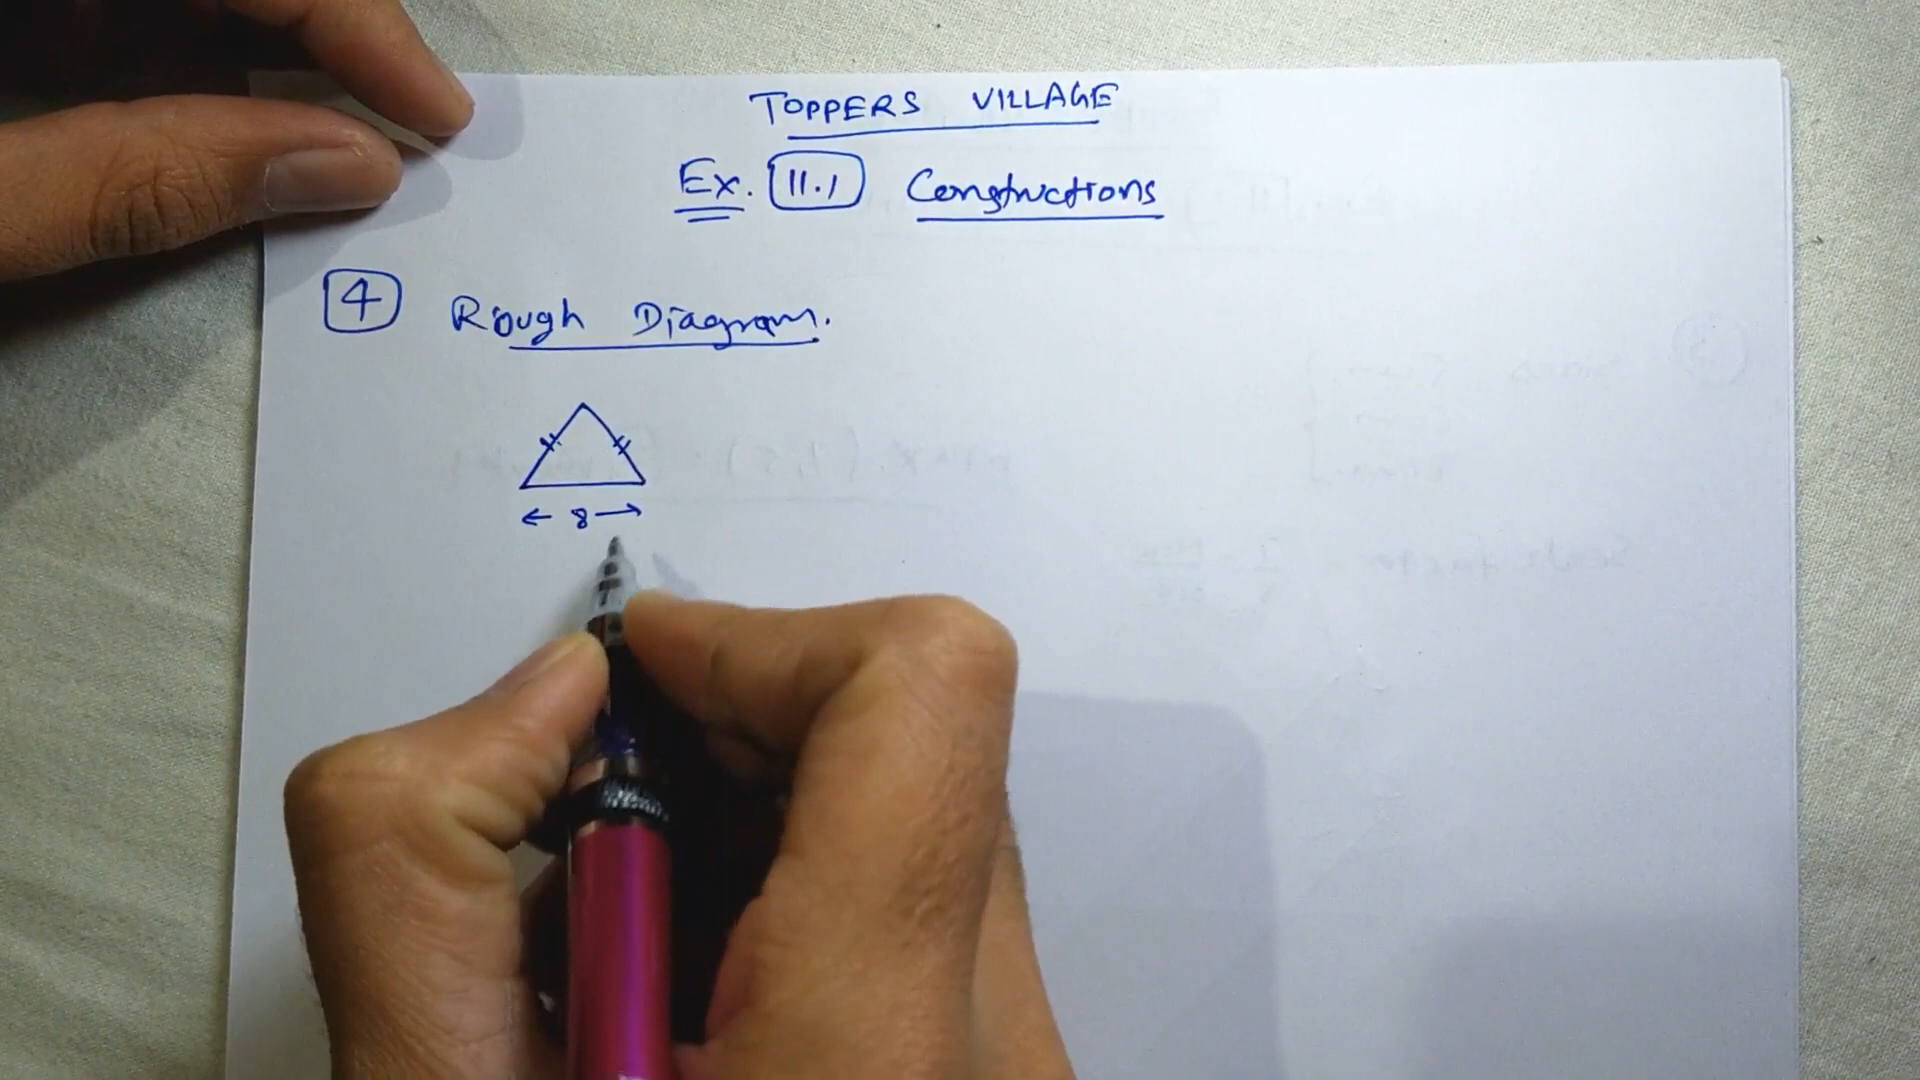 TOPPERS VILLAGE
Ex. 11.1 Constructions
4 Rough Diagram.
← 8 →